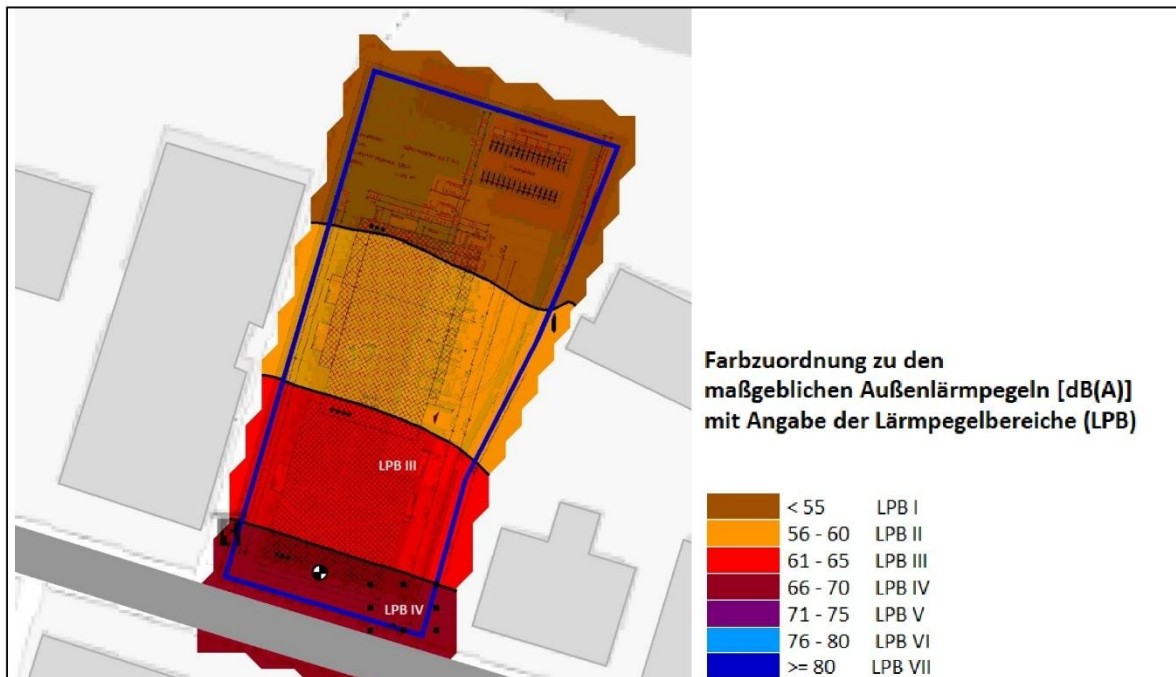 LPB III
LPB IV
Farbzuordnung zu den
maßgeblichen Außenlärmpegeln [dB(A)]
mit Angabe der Lärmpegelbereiche (LPB)
< 55 LPB I
56 - 60 LPB II
61 - 65 LPB III
66 - 70 LPB IV
71 - 75 LPB V
76 - 80 LPB VI
>= 80 LPB VII